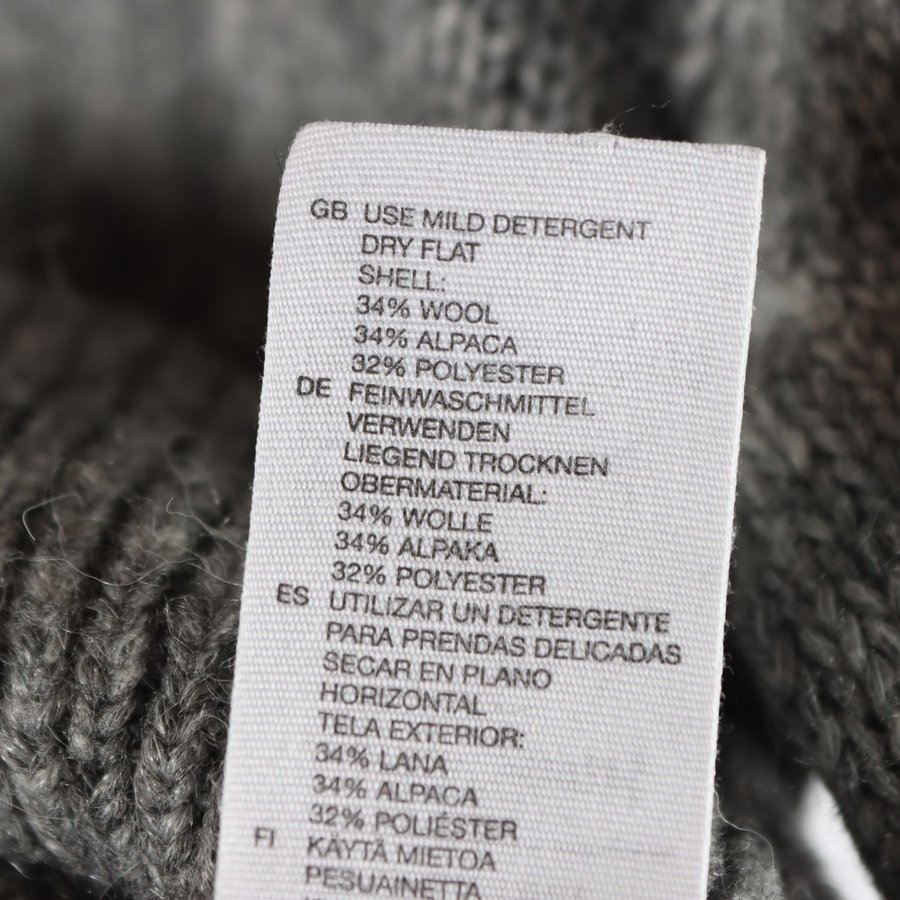 GB USE MILD DETERGENT
DRY FLAT
SHELL:
34% WOOL
34% ALPACA
32% POLYESTER
DE FEINWASCHMITTEL
VERWENDEN
LIEGEND TROCKNEN
OBERMATERIAL:
34% WOLLE
34% ALPAKA
32% POLYESTER
ES UTILIZAR UN DETERGENTE
PARA PRENDAS DELICADAS
SECAR EN PLANO
HORIZONTAL
TELA EXTERIOR:
34% LANA
34% ALPACA
32% POLIÉSTER
FI KÄYTÄ MIETOA
PESUAINETTA